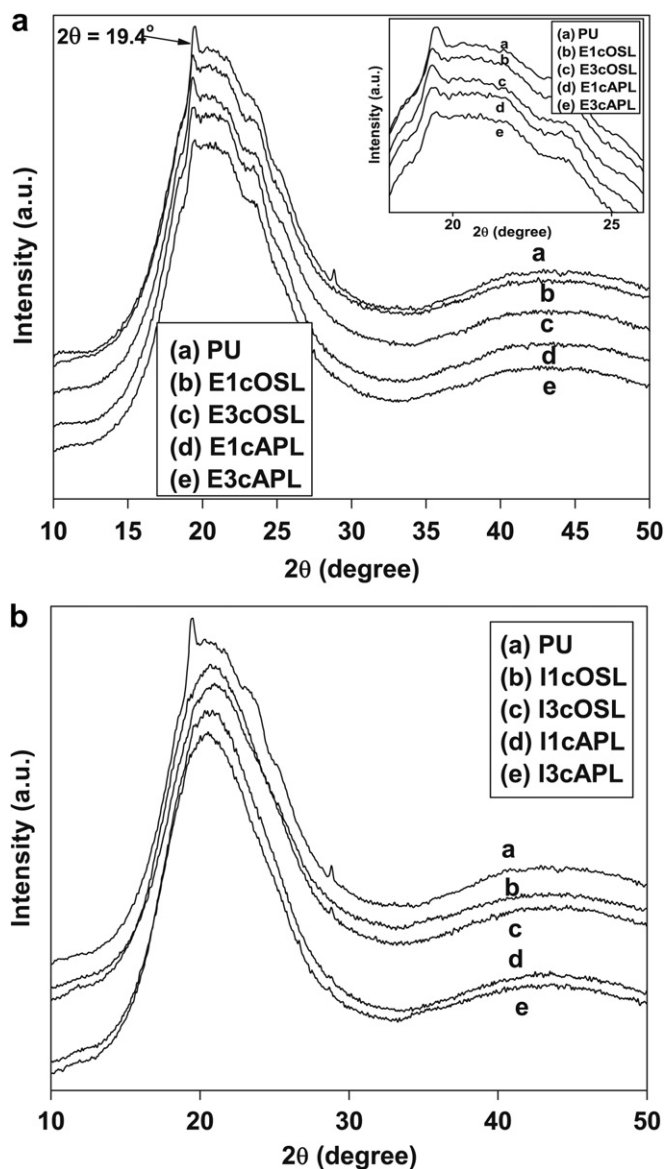 a
2θ = 19.4°
Intensity (a.u.)
(a) PU
(b) E1cOSL
(c) E3cOSL
(d) E1cAPL
(e) E3cAPL
Intensity (a.u.)
a
b
c
d
e
20 25
2θ (degree)
a
b
c
d
e
(a) PU
(b) E1cOSL
(c) E3cOSL
(d) E1cAPL
(e) E3cAPL
10 15 20 25 30 35 40 45 50
2θ (degree)
b
Intensity (a.u.)
(a) PU
(b) I1cOSL
(c) I3cOSL
(d) I1cAPL
(e) I3cAPL
a
b
c
d
e
10 20 30 40 50
2θ (degree)